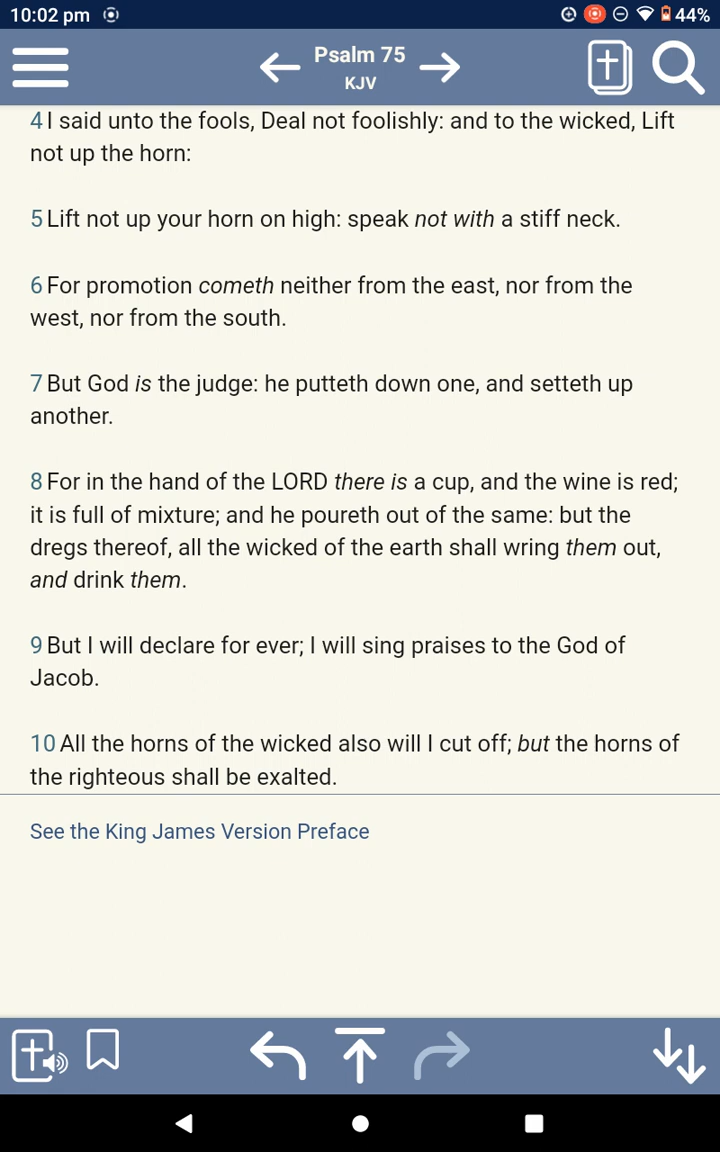 10:02 pm
44%
Psalm 75
KJV
4 I said unto the fools, Deal not foolishly: and to the wicked, Lift
not up the horn:
5 Lift not up your horn on high: speak not with a stiff neck.
6 For promotion cometh neither from the east, nor from the
west, nor from the south.
7 But God is the judge: he putteth down one, and setteth up
another.
8 For in the hand of the LORD there is a cup, and the wine is red;
it is full of mixture; and he poureth out of the same: but the
dregs thereof, all the wicked of the earth shall wring them out,
and drink them.
9 But I will declare for ever; I will sing praises to the God of
Jacob.
10 All the horns of the wicked also will I cut off; but the horns of
the righteous shall be exalted.
See the King James Version Preface